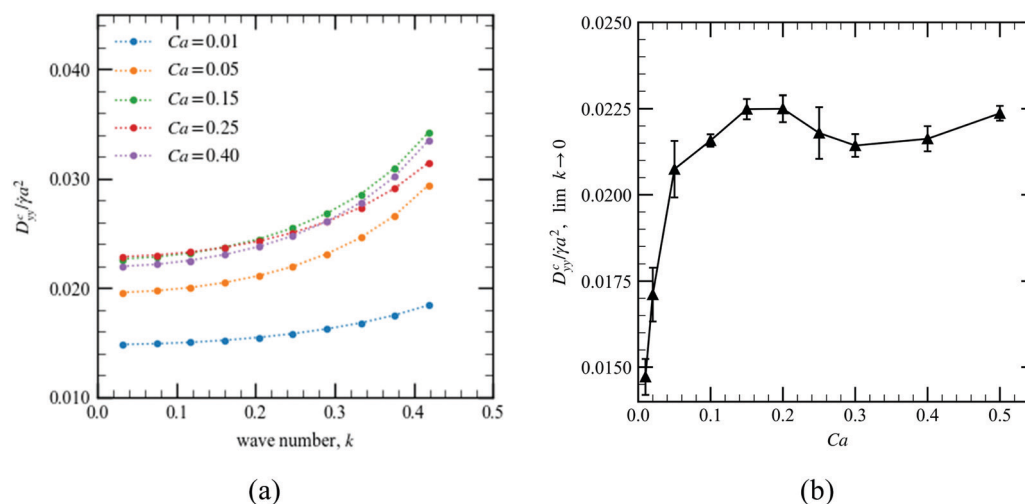 0.040
0.030
0.020
0.010
D^c_yy/γ̇a²
Ca = 0.01
Ca = 0.05
Ca = 0.15
Ca = 0.25
Ca = 0.40
0.0 0.1 0.2 0.3 0.4 0.5
wave number, k
(a)
0.0250
0.0225
0.0200
0.0175
0.0150
D^c_yy/γ̇a², lim k→0
0.0 0.1 0.2 0.3 0.4 0.5
Ca
(b)